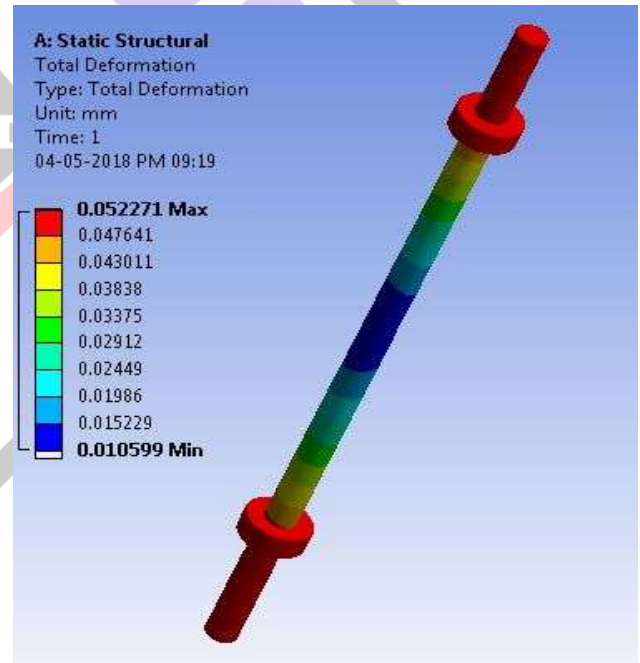 A: Static Structural
Total Deformation
Type: Total Deformation
Unit: mm
Time: 1
04-05-2018 PM 09:19
0.052271 Max
0.047641
0.043011
0.03838
0.03375
0.02912
0.02449
0.01986
0.015229
0.010599 Min